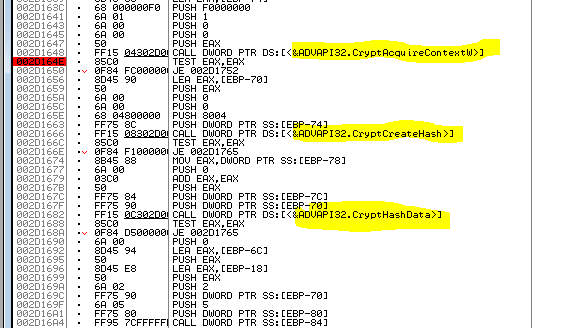 002D163C . 68 000000F0 PUSH F0000000
002D1641 . 6A 01 PUSH 1
002D1643 . 6A 00 PUSH 0
002D1645 . 6A 00 PUSH 0
002D1647 . 50 PUSH EAX
002D1648 . FF15 04302D00 CALL DWORD PTR DS:[<&ADVAPI32.CryptAcquireContextW>]
002D164E . 85C0 TEST EAX,EAX
002D1650 . 0F84 FC000000 JE 002D1752
002D1656 . 8D45 90 LEA EAX,[EBP-70]
002D1659 . 50 PUSH EAX
002D165A . 6A 00 PUSH 0
002D165C . 6A 00 PUSH 0
002D165E . 68 04800000 PUSH 8004
002D1663 . FF75 8C PUSH DWORD PTR SS:[EBP-74]
002D1666 . FF15 08302D00 CALL DWORD PTR DS:[<&ADVAPI32.CryptCreateHash>]
002D166C . 85C0 TEST EAX,EAX
002D166E . 0F84 F1000000 JE 002D1765
002D1674 . 8B45 88 MOV EAX,DWORD PTR SS:[EBP-78]
002D1677 . 6A 00 PUSH 0
002D1679 . 03C0 ADD EAX,EAX
002D167B . 50 PUSH EAX
002D167C . FF75 84 PUSH DWORD PTR SS:[EBP-7C]
002D167F . FF75 90 PUSH DWORD PTR SS:[EBP-70]
002D1682 . FF15 0C302D00 CALL DWORD PTR DS:[<&ADVAPI32.CryptHashData>]
002D1688 . 85C0 TEST EAX,EAX
002D168A . 0F84 D5000000 JE 002D1765
002D1690 . 6A 00 PUSH 0
002D1692 . 8D45 94 LEA EAX,[EBP-6C]
002D1695 . 50 PUSH EAX
002D1696 . 8D45 E8 LEA EAX,[EBP-18]
002D1699 . 50 PUSH EAX
002D169A . 6A 02 PUSH 2
002D169C . FF75 90 PUSH DWORD PTR SS:[EBP-70]
002D169F . 6A 05 PUSH 5
002D16A1 . FF75 80 PUSH DWORD PTR SS:[EBP-80]
002D16A4 . FF95 7CFFFFFF CALL DWORD PTR SS:[EBP-84]